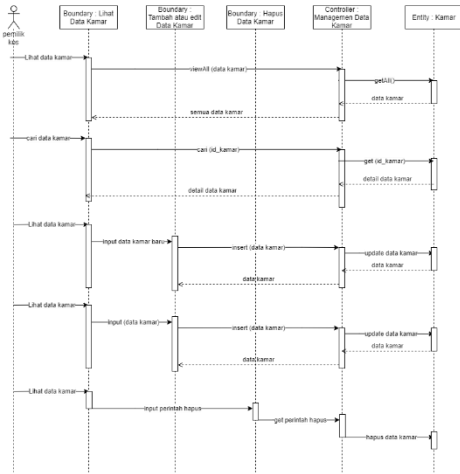 Boundary : Lihat
Data Kamar
Boundary :
Tambah atau edit
Data Kamar
Boundary : Hapus
Data Kamar
Controller :
Managemen Data
Kamar
Entity : Kamar
pemilik
kos
Lihat data kamar
viewAll (data kamar)
getAll()
data kamar
semua data kamar
cari data kamar
cari (id_kamar)
get (id_kamar)
detail data kamar
detail data kamar
Lihat data kamar
input data kamar baru
insert (data kamar)
update data kamar
data kamar
data kamar
Lihat data kamar
input (data kamar)
insert (data kamar)
update data kamar
data kamar
data kamar
Lihat data kamar
input perintah hapus
get perintah hapus
hapus data kamar